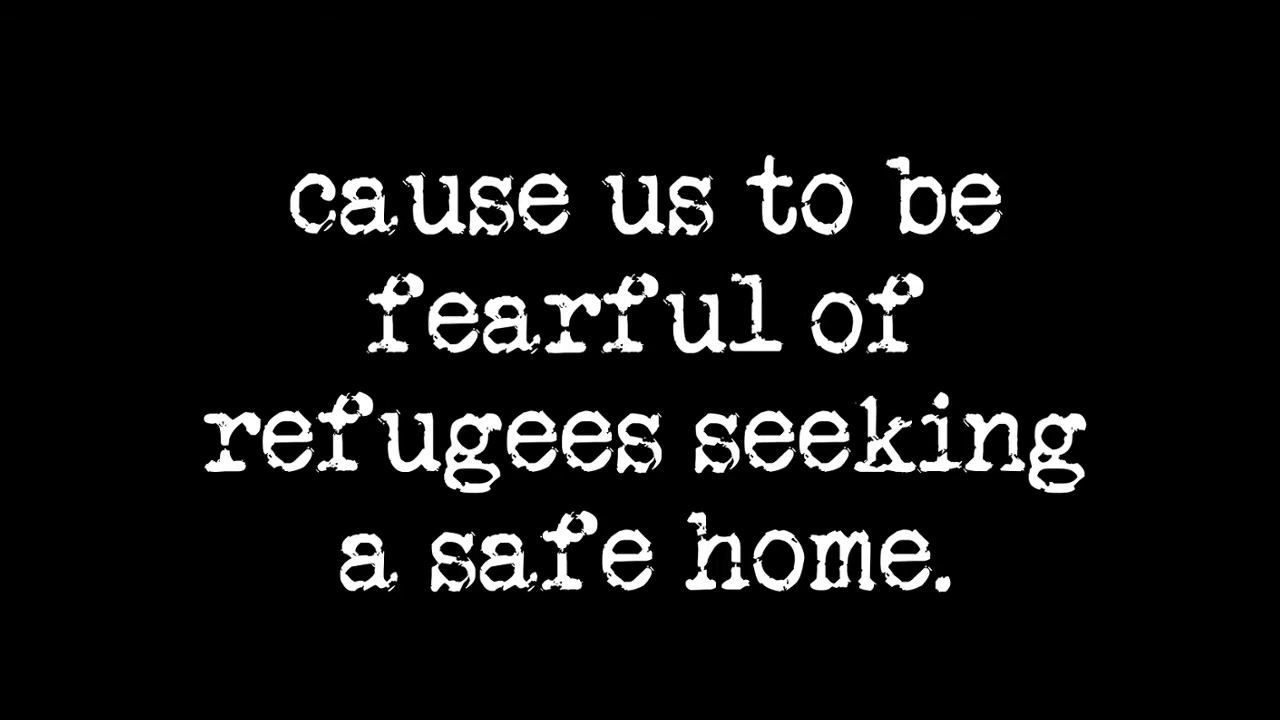 cause us to be
fearful of
refugees seeking
a safe home.